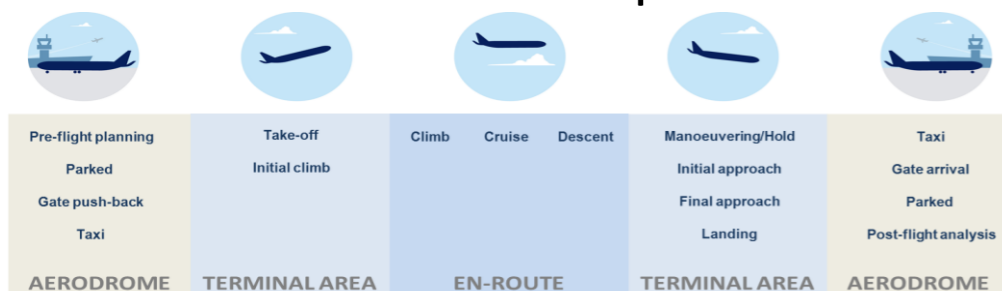 Pre-flight planning
Parked
Gate push-back
Taxi
AERODROME
Take-off
Initial climb
TERMINAL AREA
Climb Cruise Descent
EN-ROUTE
Manoeuvering/Hold
Initial approach
Final approach
Landing
TERMINAL AREA
Taxi
Gate arrival
Parked
Post-flight analysis
AERODROME